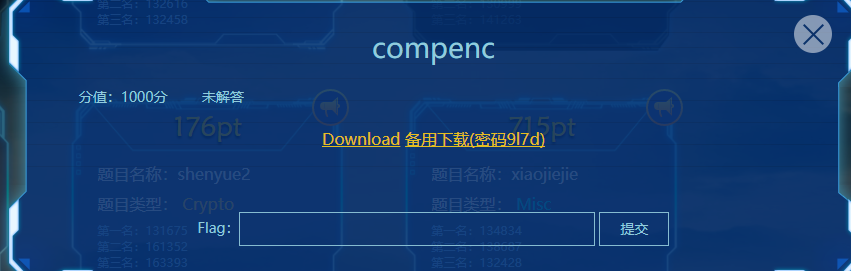 第二名：132616
第三名：132458
compenc
分值：1000分 未解答
176pt 715pt
Download 备用下载(密码9l7d)
题目名称：shenyue2 题目名称：xiaojiejie
题目类型： Crypto 题目类型： Misc
Flag: 提交
第一名：131675 第一名：134834
第二名：161352 第二名：138687
第三名：163393 第三名：132428